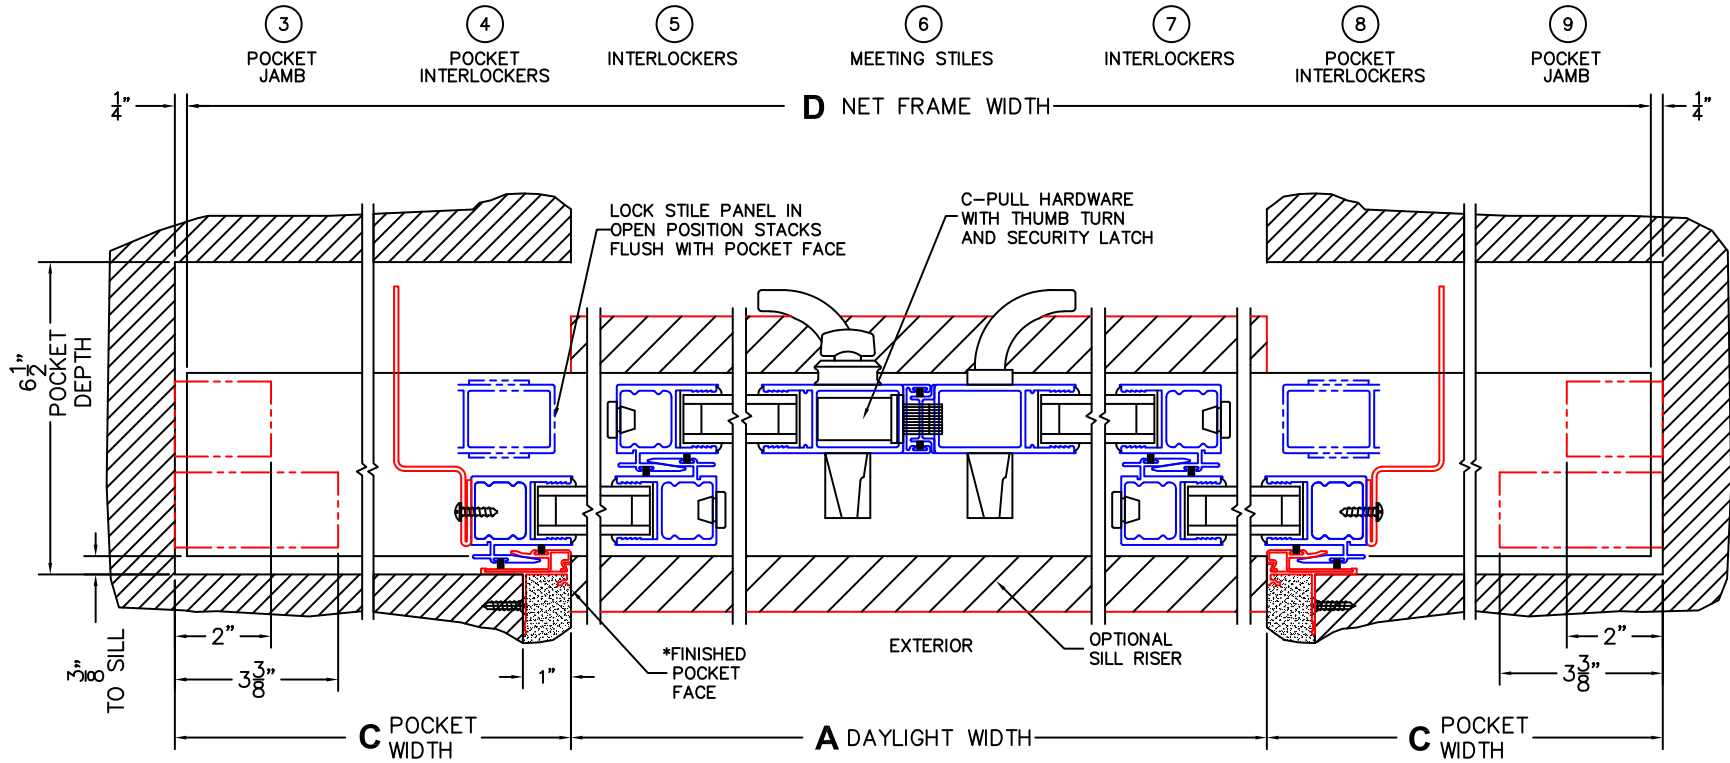 3 4 5 6 7 8 9
POCKET
JAMB
POCKET
INTERLOCKERS
INTERLOCKERS
MEETING STILES
INTERLOCKERS
POCKET
INTERLOCKERS
POCKET
JAMB
1/4"
D NET FRAME WIDTH
1/4"
LOCK STILE PANEL IN
OPEN POSITION STACKS
FLUSH WITH POCKET FACE
C-PULL HARDWARE
WITH THUMB TURN
AND SECURITY LATCH
6 1/2"
POCKET
DEPTH
3/8"
TO SILL
2"
3 3/8"
1"
*FINISHED
POCKET
FACE
EXTERIOR
OPTIONAL
SILL RISER
2"
3 3/8"
C POCKET
WIDTH
A DAYLIGHT WIDTH
C POCKET
WIDTH